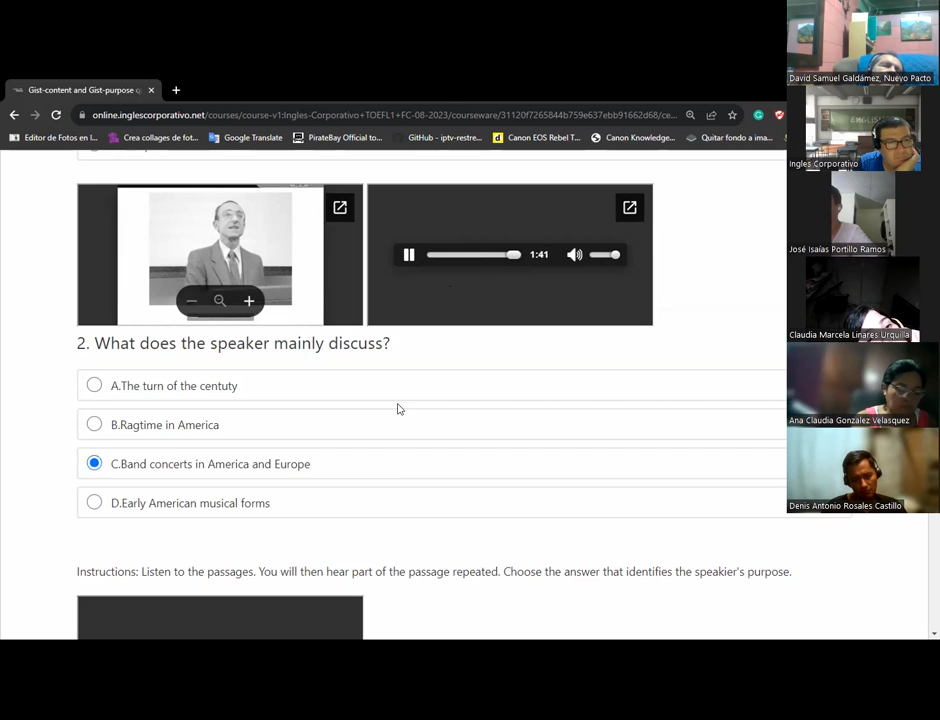 Gist-content and Gist-purpose q
online.inglescorporativo.net/courses/course-v1:Ingles-Corporativo+TOEFL1+FC-08-2023/courseware/31120f7265844b759e637ebb91662d68/ce...
Editor de Fotos en l...
Crea collages de fot...
Google Translate
PirateBay Official to...
GitHub - iptv-restre...
Canon EOS Rebel T...
Canon Knowledge...
Quitar fondo a ima...
1:41
2. What does the speaker mainly discuss?
A.The turn of the centuty
B.Ragtime in America
C.Band concerts in America and Europe
D.Early American musical forms
Instructions: Listen to the passages. You will then hear part of the passage repeated. Choose the answer that identifies the speakier's purpose.
David Samuel Galdámez, Nuevo Pacto
ENGLISH
Ingles Corporativo
José Isaías Portillo Ramos
Claudia Marcela Linares Urquilla
Ana Claudia Gonzalez Velasquez
Denis Antonio Rosales Castillo